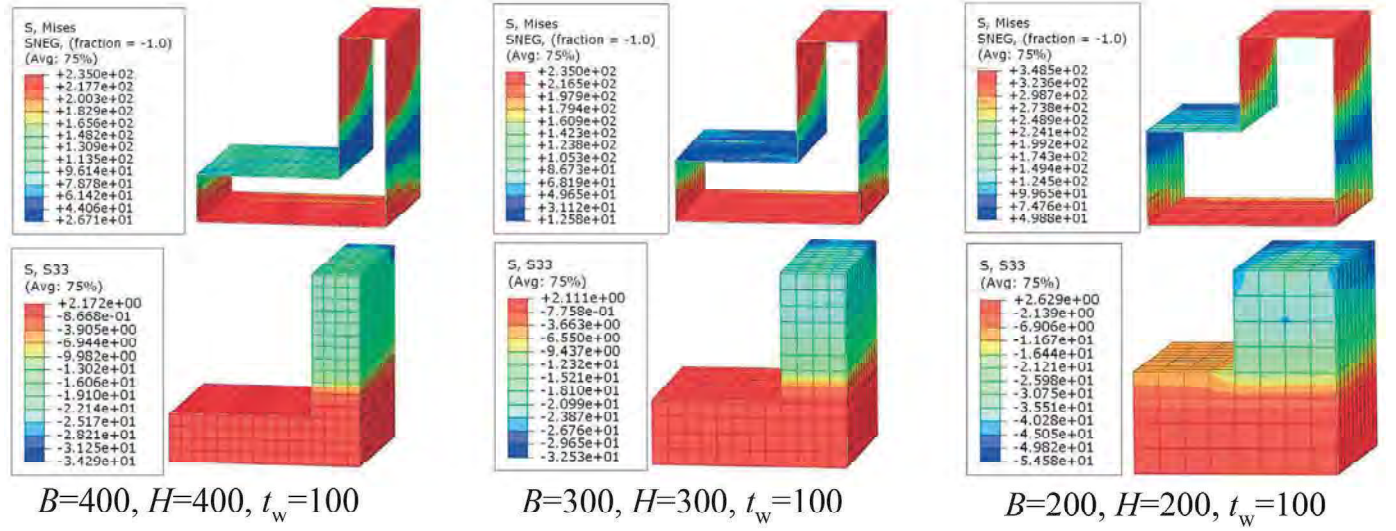 S, Mises
SNEG, (fraction = -1.0)
(Avg: 75%)
+2.350e+02
+2.177e+02
+2.003e+02
+1.829e+02
+1.656e+02
+1.482e+02
+1.309e+02
+1.135e+02
+9.614e+01
+7.878e+01
+6.142e+01
+4.406e+01
+2.671e+01
S, Mises
SNEG, (fraction = -1.0)
(Avg: 75%)
+2.350e+02
+2.165e+02
+1.979e+02
+1.794e+02
+1.609e+02
+1.423e+02
+1.238e+02
+1.053e+02
+8.673e+01
+6.819e+01
+4.965e+01
+3.112e+01
+1.258e+01
S, Mises
SNEG, (fraction = -1.0)
(Avg: 75%)
+3.485e+02
+3.236e+02
+2.987e+02
+2.738e+02
+2.489e+02
+2.241e+02
+1.992e+02
+1.743e+02
+1.494e+02
+1.245e+02
+9.965e+01
+7.476e+01
+4.988e+01
S, S33
(Avg: 75%)
+2.172e+00
-8.668e-01
-3.905e+00
-6.944e+00
-9.982e+00
-1.302e+01
-1.606e+01
-1.910e+01
-2.214e+01
-2.517e+01
-2.821e+01
-3.125e+01
-3.429e+01
S, S33
(Avg: 75%)
+2.111e+00
-7.758e-01
-3.663e+00
-6.550e+00
-9.437e+00
-1.232e+01
-1.521e+01
-1.810e+01
-2.099e+01
-2.387e+01
-2.676e+01
-2.965e+01
-3.253e+01
S, S33
(Avg: 75%)
+2.629e+00
-2.139e+00
-6.906e+00
-1.167e+01
-1.644e+01
-2.121e+01
-2.598e+01
-3.075e+01
-3.551e+01
-4.028e+01
-4.505e+01
-4.982e+01
-5.458e+01
B=400, H=400, tw=100
B=300, H=300, tw=100
B=200, H=200, tw=100